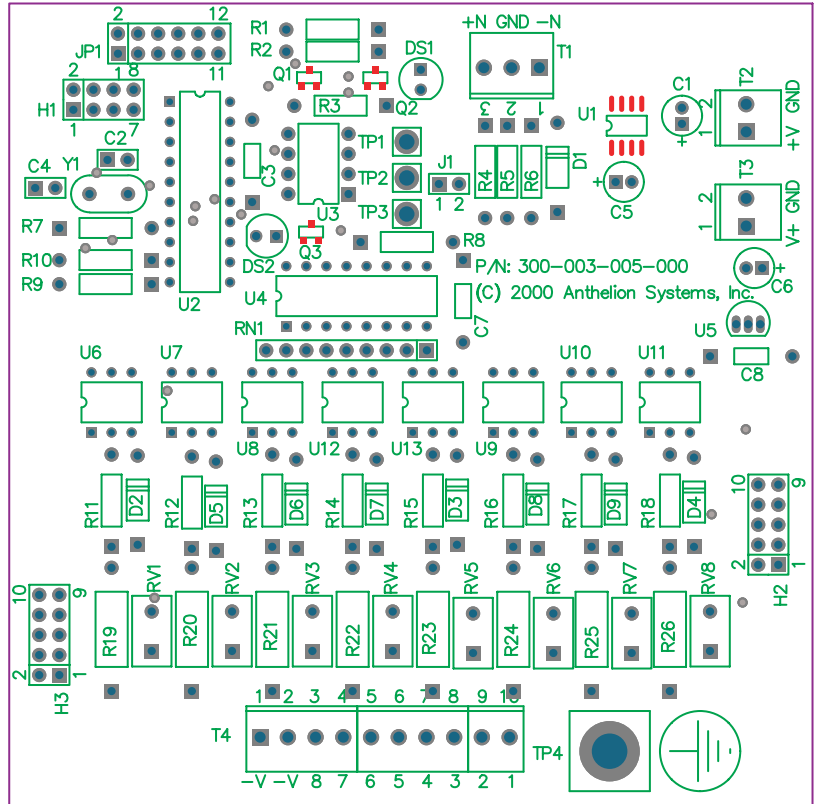 2 12
JP1
1 11
R1
R2
DS1
+N GND -N
T1
3 2 1
2 8
H1
1 7
Q1
Q2
R3
U1
C1
+
2
1
T2
GND
+V
C4
C2
Y1
C3
U3
TP1
TP2
TP3
J1
1 2
R4
R5
R6
D1
+
C5
2
1
T3
GND
V+
R7
R10
R9
U2
DS2
Q3
R8
U4
P/N: 300-003-005-000
(C) 2000 Anthelion Systems, Inc.
+
C6
RN1
C7
U5
C8
U6
U7
U10
U11
U8
U12
U13
U9
R11
D2
R12
D5
R13
D6
R14
D7
R15
D3
R16
D8
R17
D9
R18
D4
10 9
2 1
H2
10 9
2 1
H3
RV1
RV2
RV3
RV4
RV5
RV6
RV7
RV8
R19
R20
R21
R22
R23
R24
R25
R26
T4
1 2 3 4 5 6 7 8 9 10
-V -V 8 7 6 5 4 3 2 1
TP4